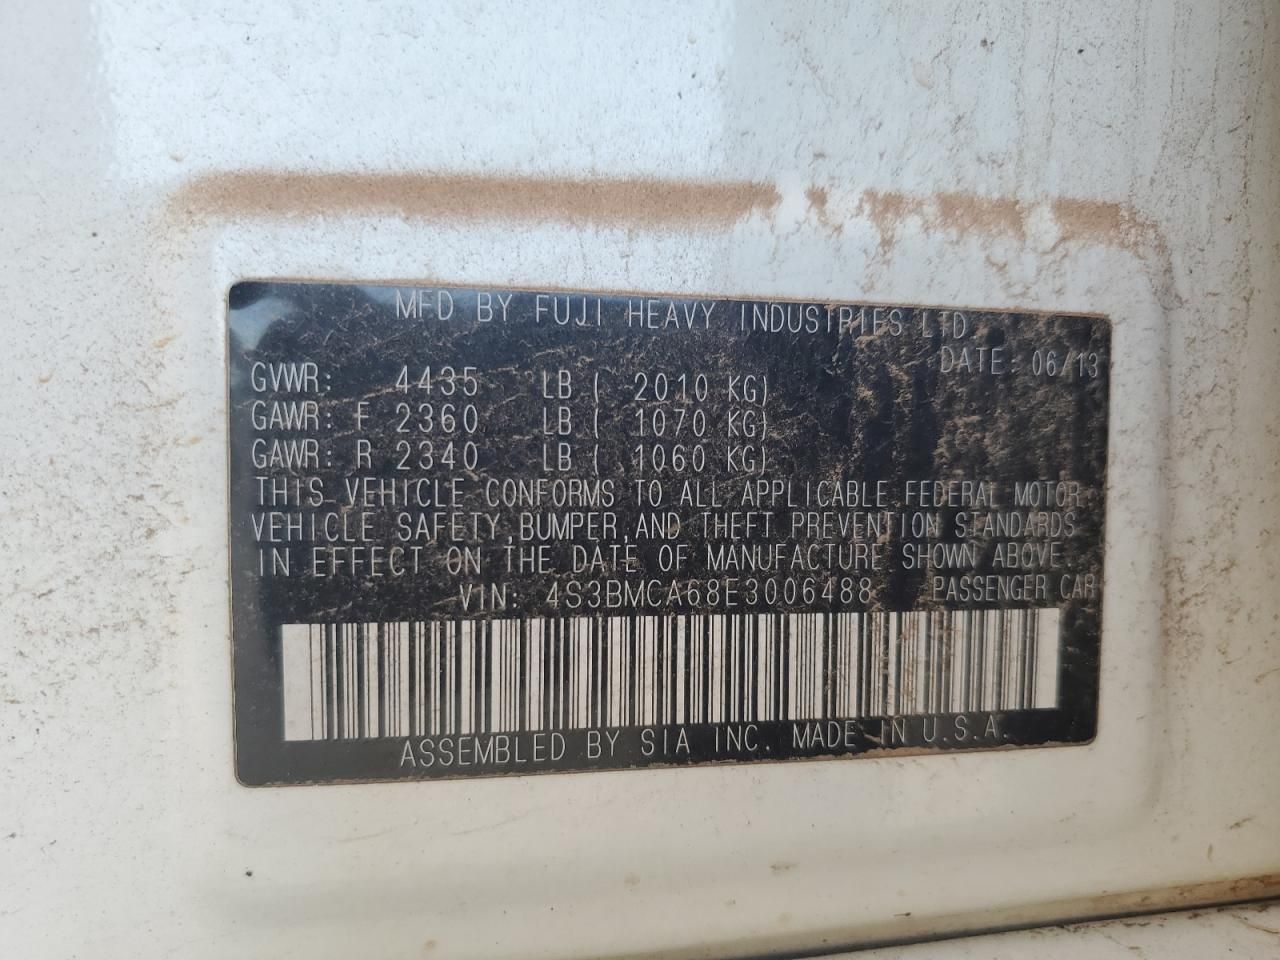 MFD BY FUJI HEAVY INDUSTRIES LTD
DATE: 06/13
GVWR: 4435 LB ( 2010 KG)
GAWR: F 2360 LB ( 1070 KG)
GAWR: R 2340 LB ( 1060 KG)
THIS VEHICLE CONFORMS TO ALL APPLICABLE FEDERAL MOTOR
VEHICLE SAFETY,BUMPER,AND THEFT PREVENTION STANDARDS
IN EFFECT ON THE DATE OF MANUFACTURE SHOWN ABOVE.
VIN: 4S3BMCA68E3006488 PASSENGER CAR
ASSEMBLED BY SIA INC. MADE IN U.S.A.